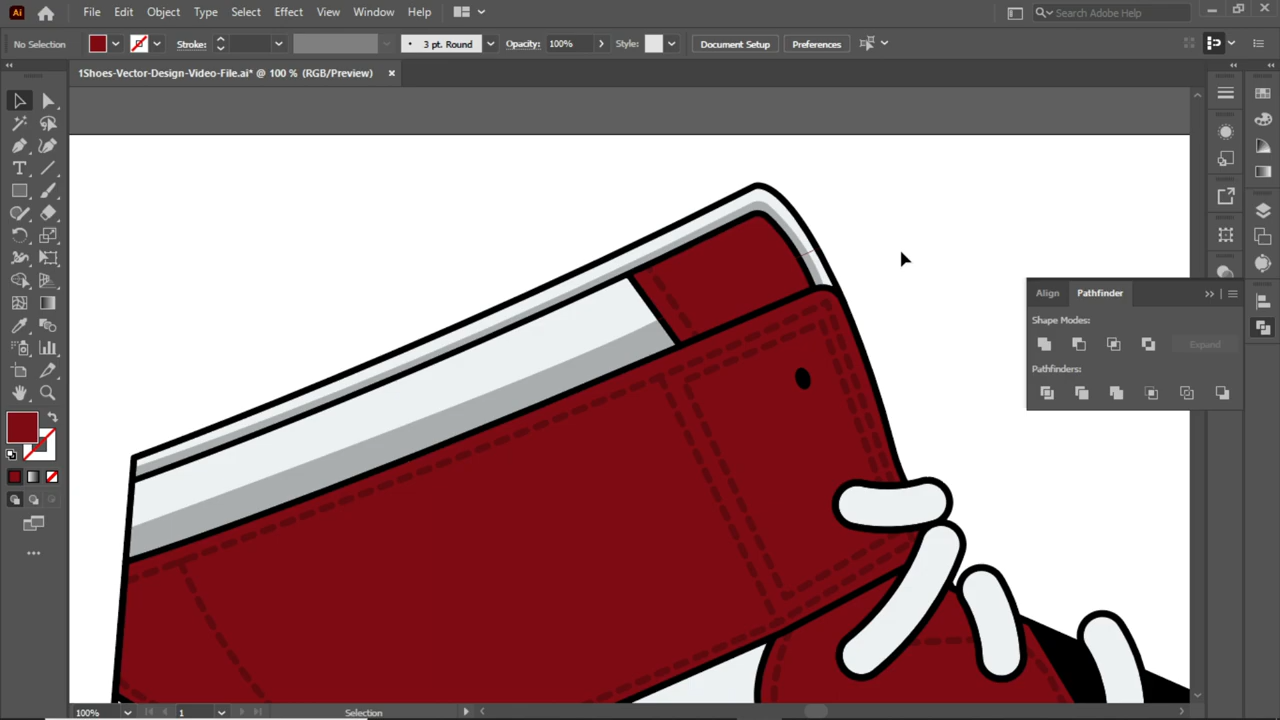 Ai File Edit Object Type Select Effect View Window Help Search Adobe Help
No Selection Stroke: 3 pt. Round Opacity: 100% Style: Document Setup Preferences
1Shoes-Vector-Design-Video-File.ai* @ 100 % (RGB/Preview) ×
Align Pathfinder
Shape Modes:
Expand
Pathfinders:
100% 1 Selection